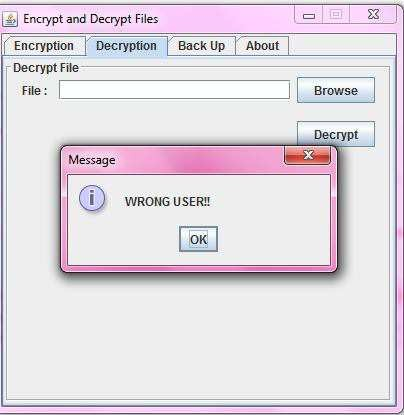 Encrypt and Decrypt Files
Encryption Decryption Back Up About
Decrypt File
File : Browse
Decrypt
Message
WRONG USER!!
OK